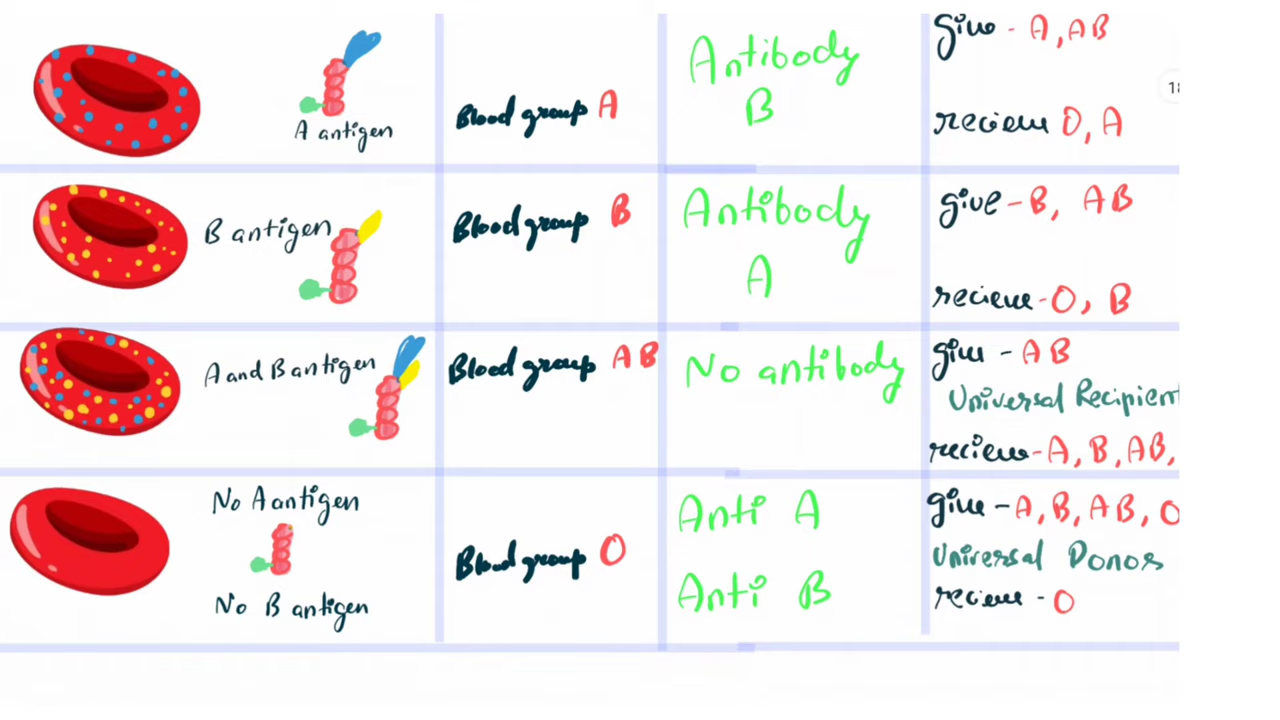 give - A, AB
18
A antigen
Blood group A
Antibody
B
recieve O, A
B antigen
Blood group B
Antibody
A
give - B, AB
recieve - O, B
A and B antigen
Blood group AB
No antibody
give - AB
Universal Recipient
recieve - A, B, AB,
No A antigen
No B antigen
Blood group O
Anti A
Anti B
give - A, B, AB, O
Universal Donor
recieve - O